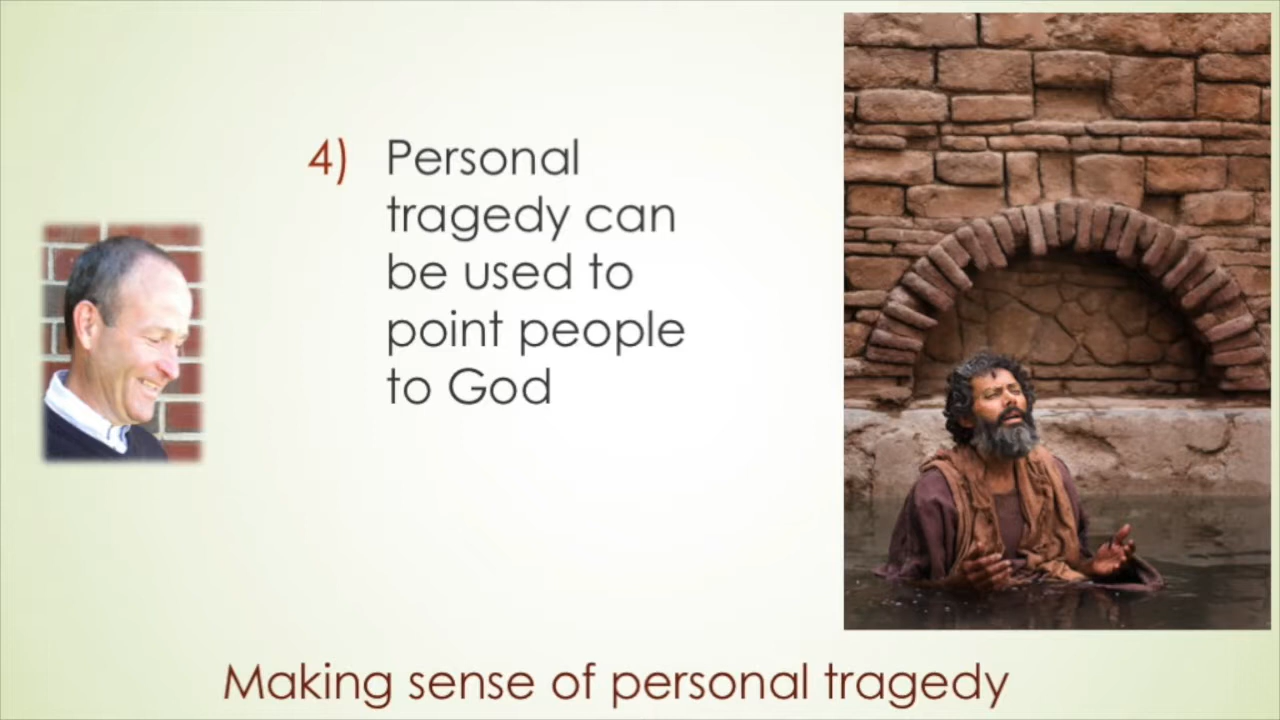 4) Personal
tragedy can
be used to
point people
to God
Making sense of personal tragedy